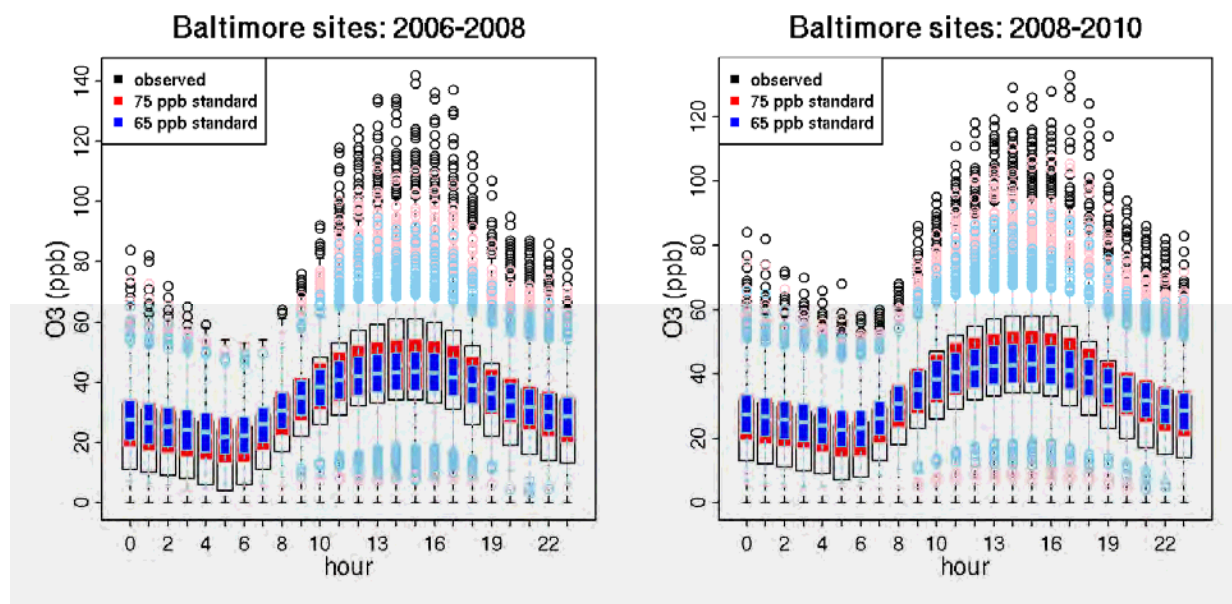 Baltimore sites: 2006-2008
observed
75 ppb standard
65 ppb standard
O3 (ppb)
0 20 40 60 80 100 120 140
0 2 4 6 8 10 13 16 19 22
hour
Baltimore sites: 2008-2010
observed
75 ppb standard
65 ppb standard
O3 (ppb)
0 20 40 60 80 100 120
0 2 4 6 8 10 13 16 19 22
hour